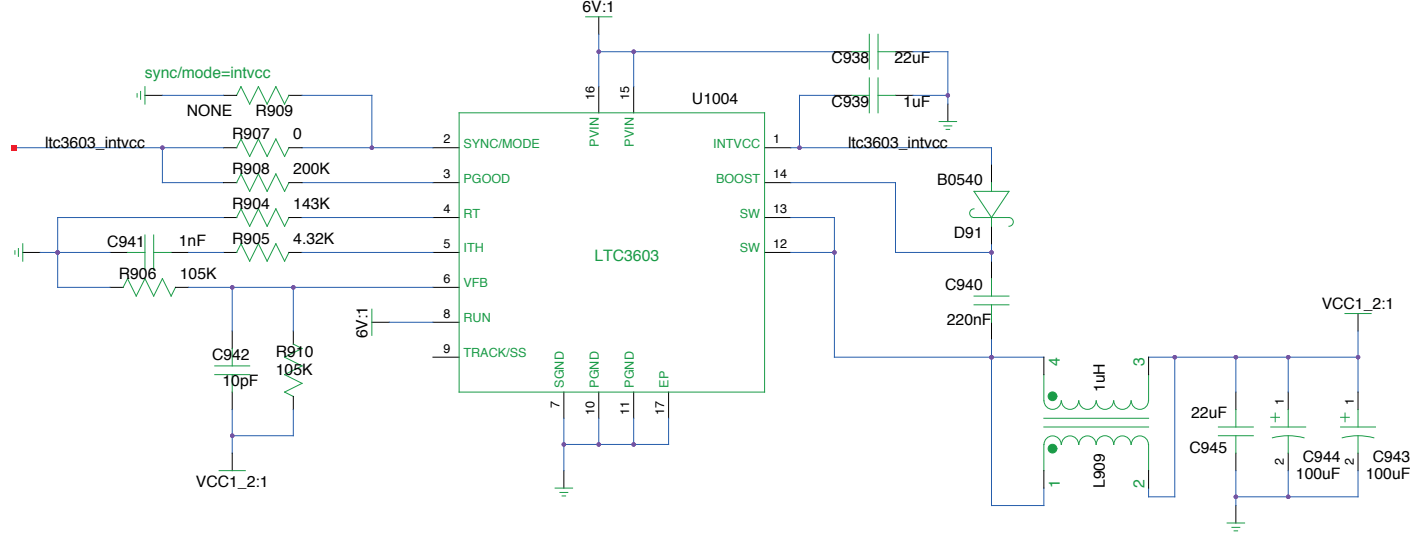 6V:1
C938 22uF
sync/mode=intvcc
16 15
U1004
C939 1uF
NONE R909
PVIN PVIN
ltc3603_intvcc R907 0 2 SYNC/MODE INTVCC 1 ltc3603_intvcc
R908 200K 3 PGOOD BOOST 14 B0540
R904 143K 4 RT SW 13
D91
C941 1nF R905 4.32K 5 ITH SW 12
LTC3603
R906 105K 6 VFB
C940
220nF
6V:1 8 RUN
VCC1_2:1
C942 R910 9 TRACK/SS
10pF 105K
SGND PGND PGND EP
7 10 11 17
4 1uH 3
22uF + 1 + 1
C945 2 C944 2 C943
100uF 100uF
1 L909 2
VCC1_2:1